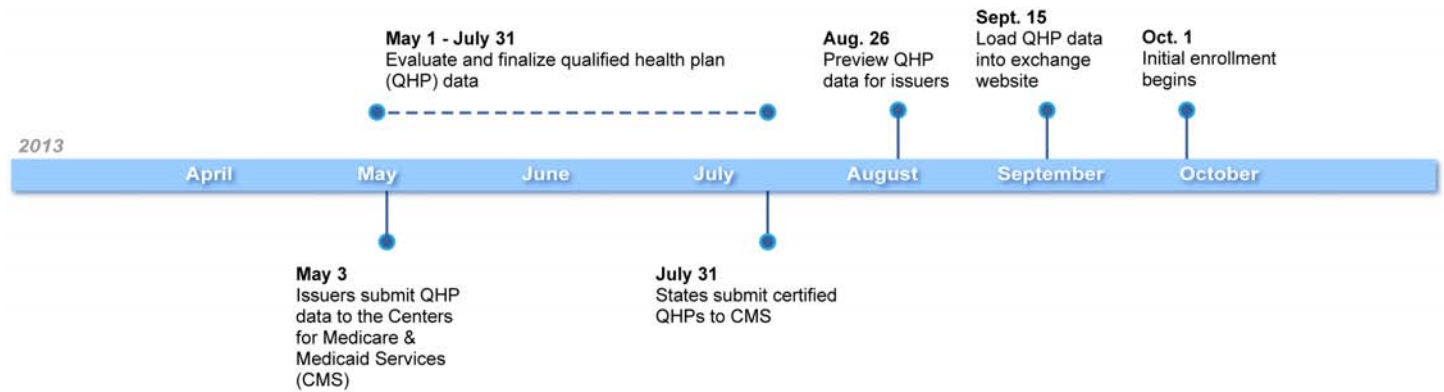 May 1 - July 31
Evaluate and finalize qualified health plan
(QHP) data
Aug. 26
Preview QHP
data for issuers
Sept. 15
Load QHP data
into exchange
website
Oct. 1
Initial enrollment
begins
2013
April May June July August September October
May 3
Issuers submit QHP
data to the Centers
for Medicare &
Medicaid Services
(CMS)
July 31
States submit certified
QHPs to CMS